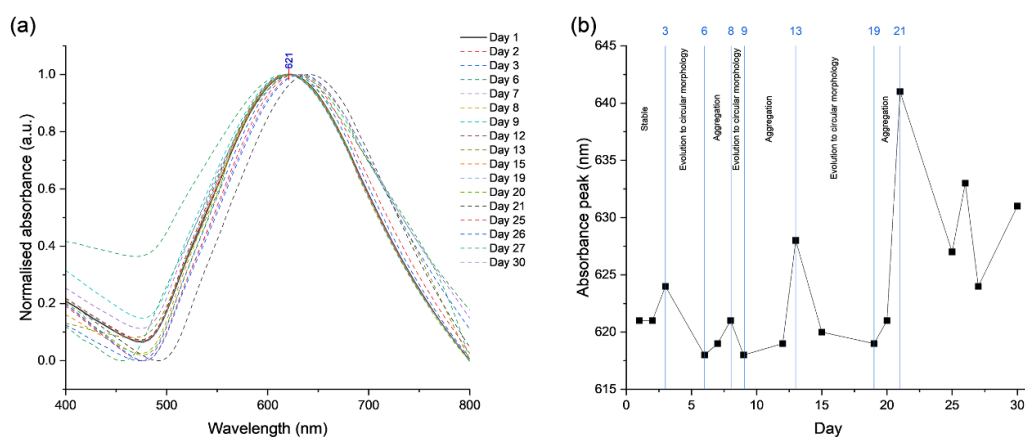 (a)
621
1.0
0.8
0.6
0.4
0.2
0.0
Normalised absorbance (a.u.)
400
500
600
700
800
Wavelength (nm)
Day 1
Day 2
Day 3
Day 6
Day 7
Day 8
Day 9
Day 12
Day 13
Day 15
Day 19
Day 20
Day 21
Day 25
Day 26
Day 27
Day 30
(b)
3
6
8
9
13
19
21
645
640
635
630
625
620
615
Absorbance peak (nm)
Stable
Evolution to circular morphology
Aggregation
Evolution to circular morphology
Aggregation
Evolution to circular morphology
Aggregation
0
5
10
15
20
25
30
Day